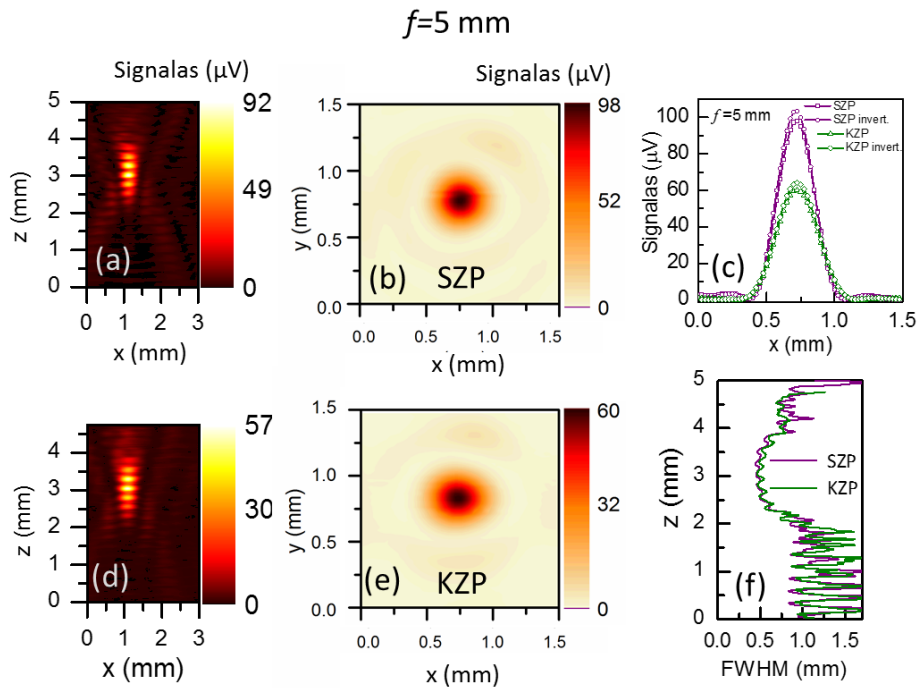 f=5 mm
Signalas (µV)
92
49
0
5
4
3
2
1
0
z (mm)
(a)
0 1 2 3
x (mm)
Signalas (µV)
98
52
0
1.5
1.0
0.5
0.0
y (mm)
(b)
SZP
0.0 0.5 1.0 1.5
x (mm)
f=5 mm
SZP
SZP invert.
KZP
KZP invert.
100
80
60
40
20
0
Signalas (µV)
(c)
0.0 0.5 1.0 1.5
x (mm)
57
30
0
4
3
2
1
0
z (mm)
(d)
0 1 2 3
x (mm)
60
32
0
1.5
1.0
0.5
0.0
y (mm)
(e)
KZP
0.0 0.5 1.0 1.5
x (mm)
5
4
3
2
1
0
z (mm)
SZP
KZP
(f)
0.0 0.5 1.0 1.5
FWHM (mm)